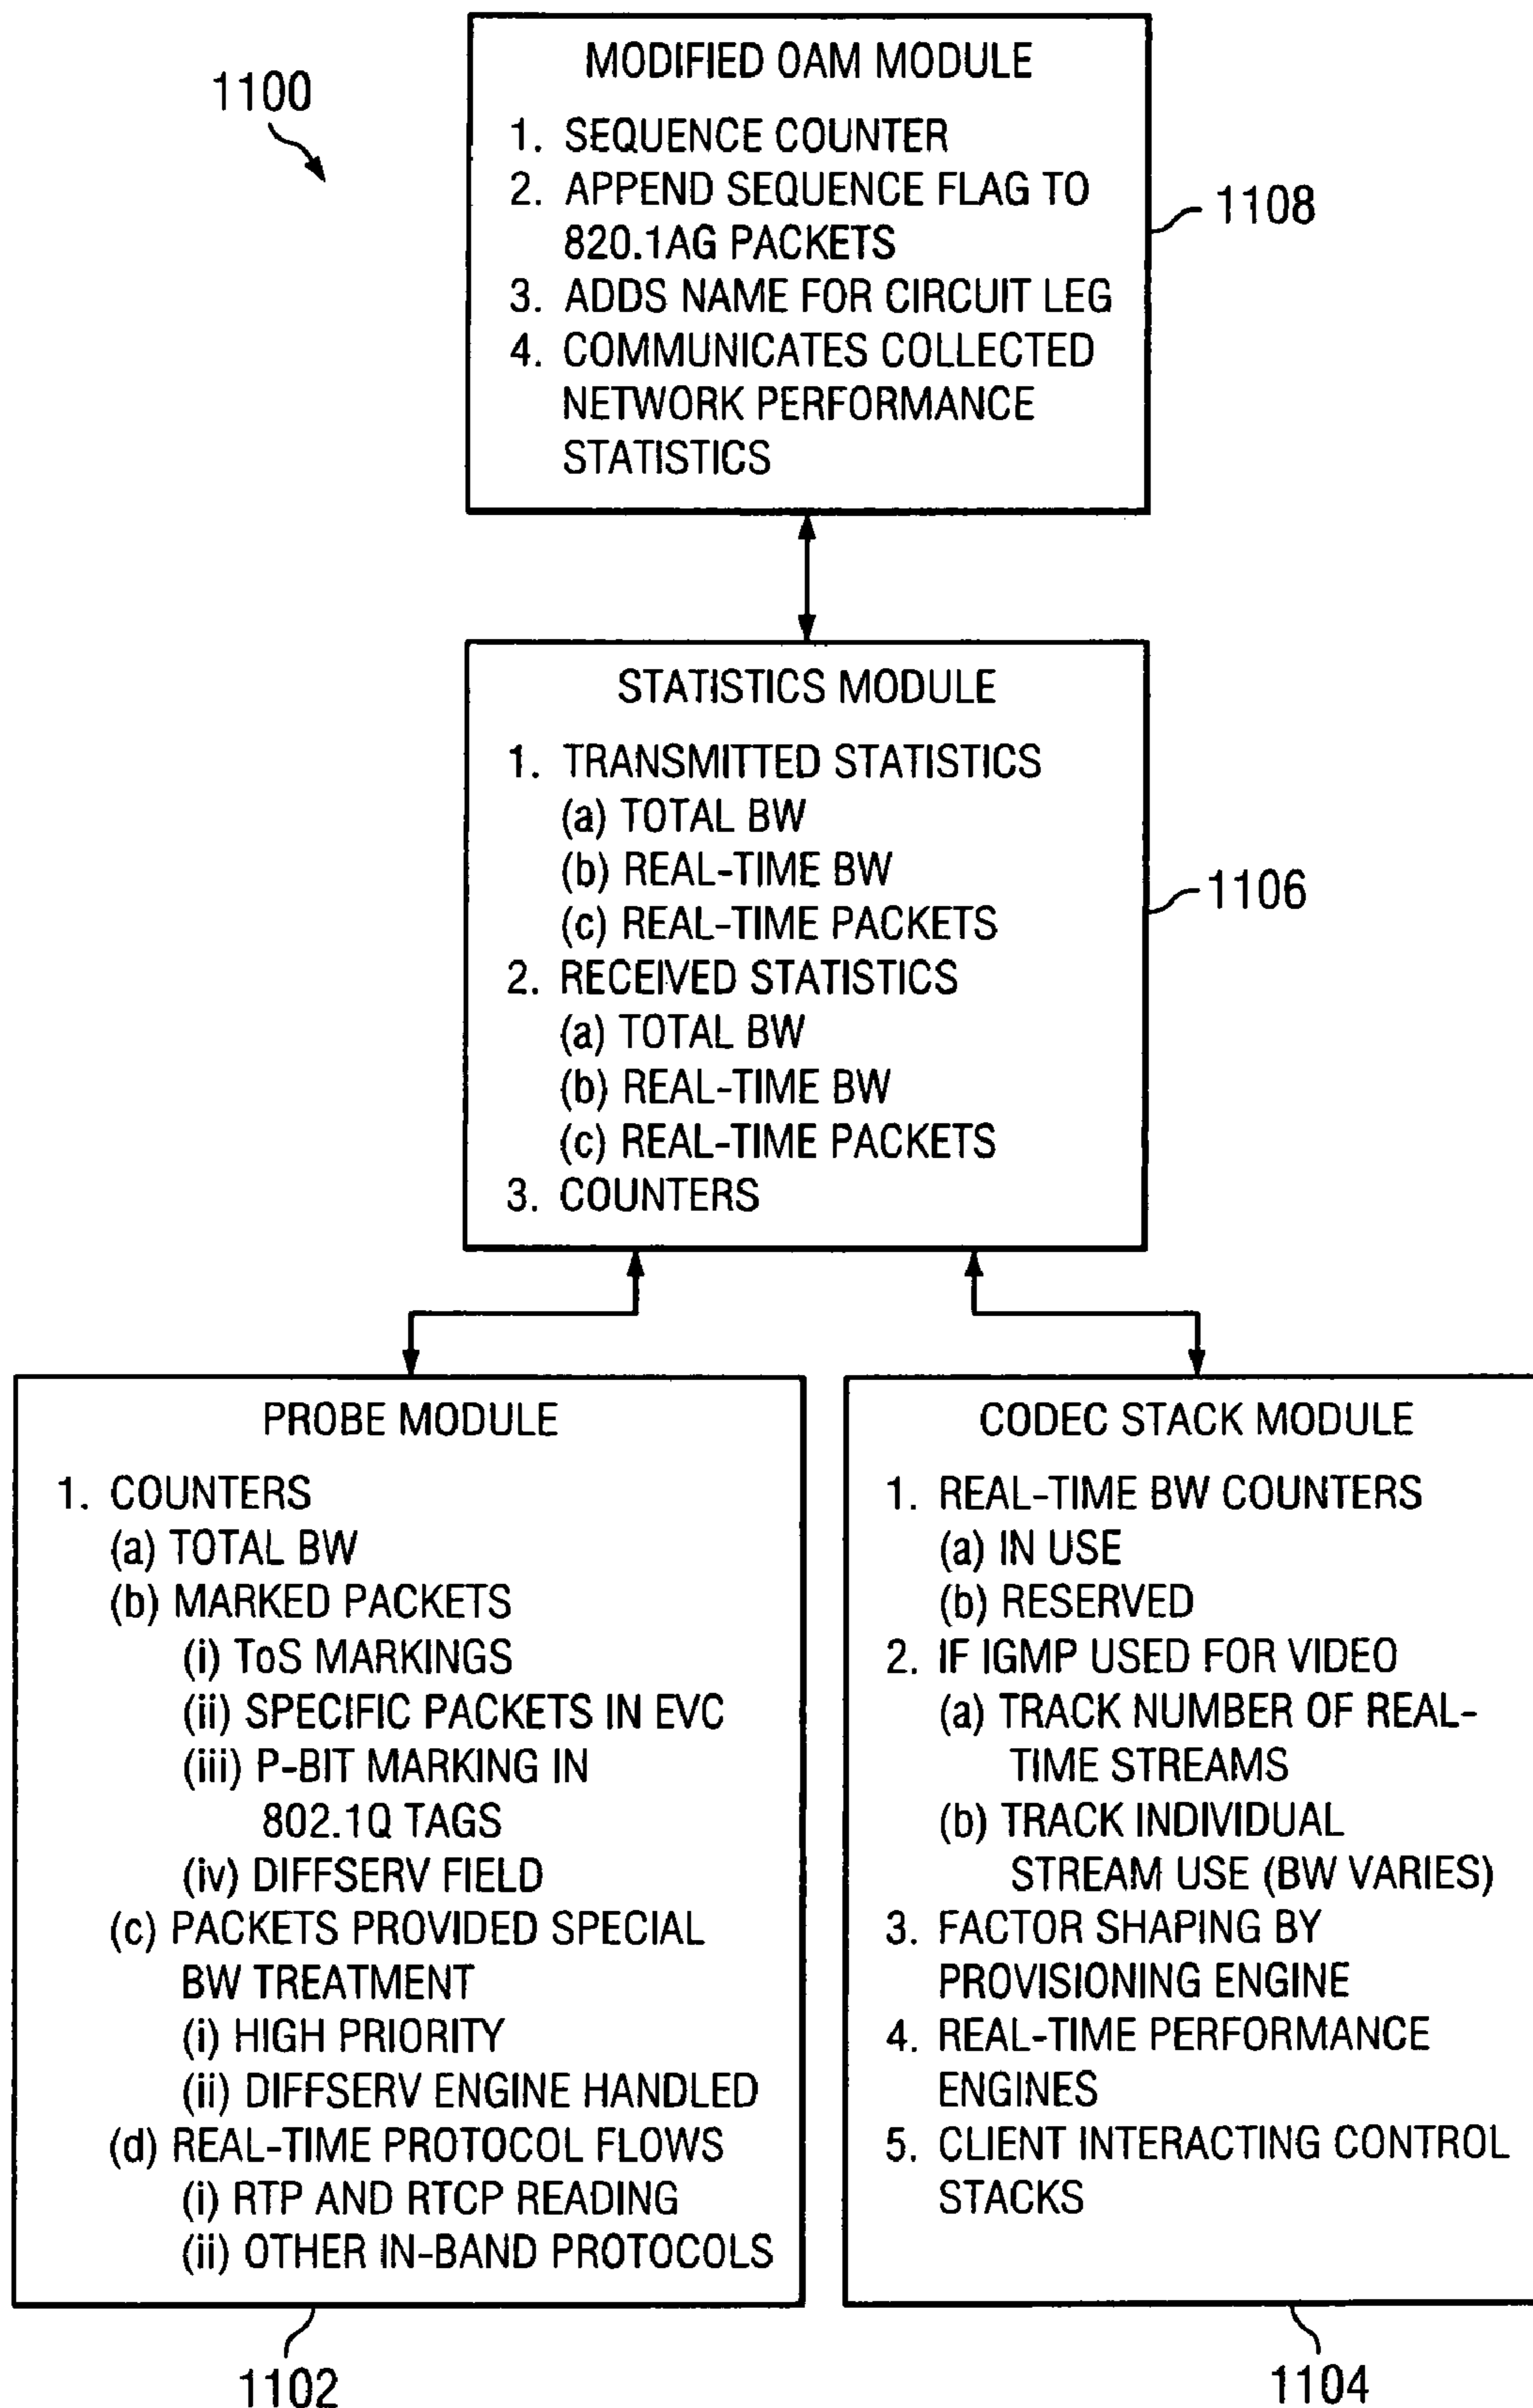 1100
MODIFIED OAM MODULE
1. SEQUENCE COUNTER
2. APPEND SEQUENCE FLAG TO
820.1AG PACKETS
3. ADDS NAME FOR CIRCUIT LEG
4. COMMUNICATES COLLECTED
NETWORK PERFORMANCE
STATISTICS
1108
STATISTICS MODULE
1. TRANSMITTED STATISTICS
(a) TOTAL BW
(b) REAL-TIME BW
(c) REAL-TIME PACKETS
2. RECEIVED STATISTICS
(a) TOTAL BW
(b) REAL-TIME BW
(c) REAL-TIME PACKETS
3. COUNTERS
1106
PROBE MODULE
1. COUNTERS
(a) TOTAL BW
(b) MARKED PACKETS
(i) ToS MARKINGS
(ii) SPECIFIC PACKETS IN EVC
(iii) P-BIT MARKING IN
802.1Q TAGS
(iv) DIFFSERV FIELD
(c) PACKETS PROVIDED SPECIAL
BW TREATMENT
(i) HIGH PRIORITY
(ii) DIFFSERV ENGINE HANDLED
(d) REAL-TIME PROTOCOL FLOWS
(i) RTP AND RTCP READING
(ii) OTHER IN-BAND PROTOCOLS
1102
CODEC STACK MODULE
1. REAL-TIME BW COUNTERS
(a) IN USE
(b) RESERVED
2. IF IGMP USED FOR VIDEO
(a) TRACK NUMBER OF REAL-
TIME STREAMS
(b) TRACK INDIVIDUAL
STREAM USE (BW VARIES)
3. FACTOR SHAPING BY
PROVISIONING ENGINE
4. REAL-TIME PERFORMANCE
ENGINES
5. CLIENT INTERACTING CONTROL
STACKS
1104